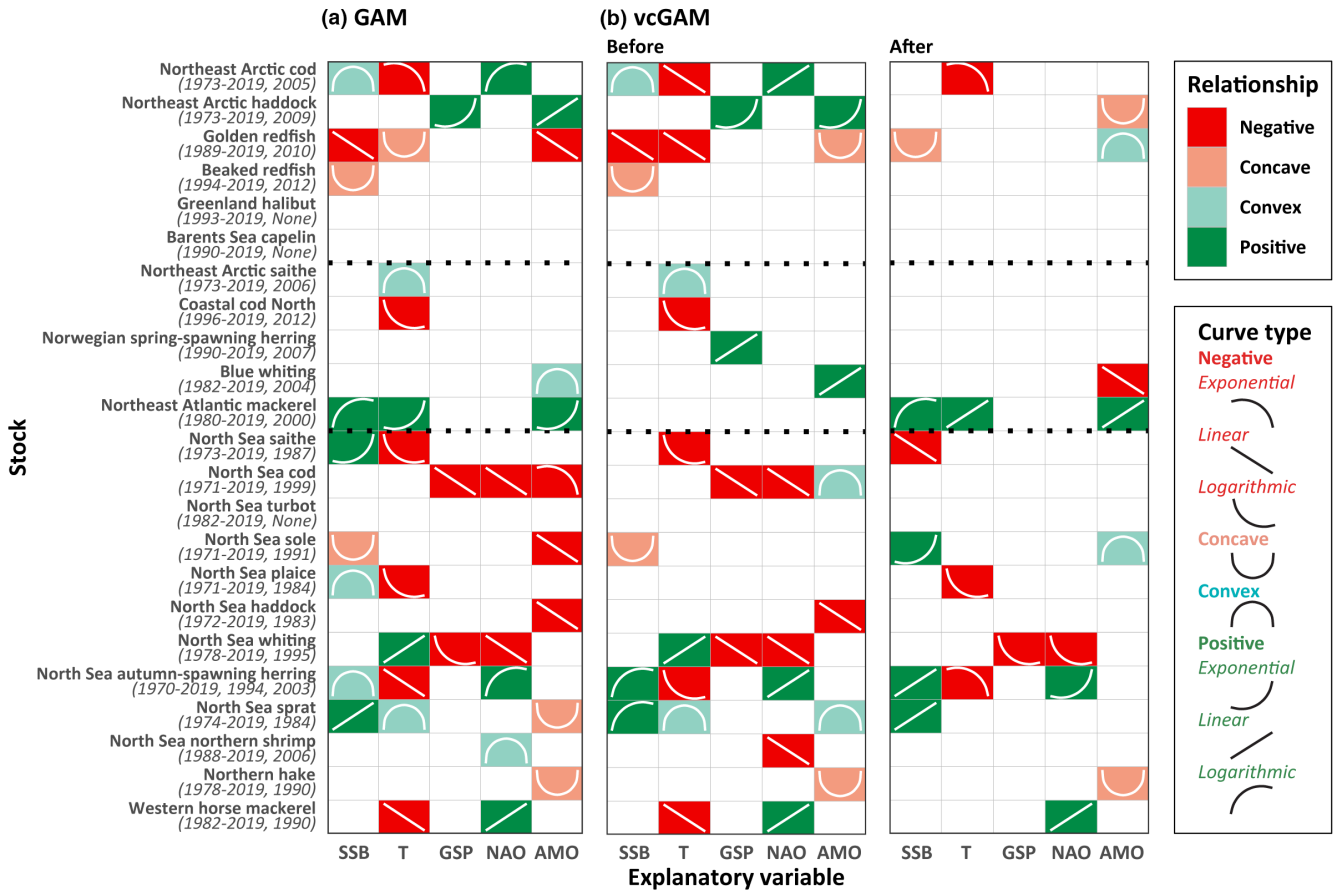 (a) GAM
(b) vcGAM
Before
After
Northeast Arctic cod
(1973-2019, 2005)
Northeast Arctic haddock
(1973-2019, 2009)
Golden redfish
(1989-2019, 2010)
Beaked redfish
(1994-2019, 2012)
Greenland halibut
(1993-2019, None)
Barents Sea capelin
(1990-2019, None)
Northeast Arctic saithe
(1973-2019, 2006)
Coastal cod North
(1996-2019, 2012)
Norwegian spring-spawning herring
(1990-2019, 2007)
Blue whiting
(1982-2019, 2004)
Northeast Atlantic mackerel
(1980-2019, 2000)
North Sea saithe
(1973-2019, 1987)
North Sea cod
(1971-2019, 1999)
North Sea turbot
(1982-2019, None)
North Sea sole
(1971-2019, 1991)
North Sea plaice
(1971-2019, 1984)
North Sea haddock
(1972-2019, 1983)
North Sea whiting
(1978-2019, 1995)
North Sea autumn-spawning herring
(1970-2019, 1994, 2003)
North Sea sprat
(1974-2019, 1984)
North Sea northern shrimp
(1988-2019, 2006)
Northern hake
(1978-2019, 1990)
Western horse mackerel
(1982-2019, 1990)
Stock
SSB T GSP NAO AMO
SSB T GSP NAO AMO
SSB T GSP NAO AMO
Explanatory variable
Relationship
Negative
Concave
Convex
Positive
Curve type
Negative
Exponential
Linear
Logarithmic
Concave
Convex
Positive
Exponential
Linear
Logarithmic